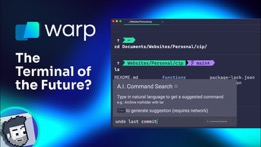 warp
The
Terminal
of the
Future?
cd Documents/Websites/Personal/cip/
Websites/Personal/cip/
main
ls
README.md functions package-lock.json
A.I. Command Search
Type in natural language to get a suggested command
to generate suggestion (requires network)
undo last commit